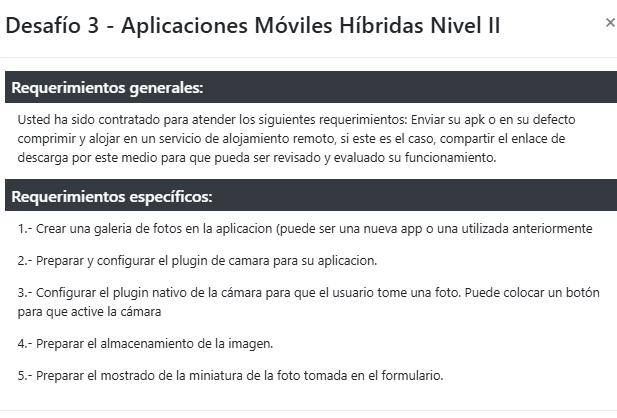 Desafío 3 - Aplicaciones Móviles Híbridas Nivel II
×
Requerimientos generales:
Usted ha sido contratado para atender los siguientes requerimientos: Enviar su apk o en su defecto
comprimir y alojar en un servicio de alojamiento remoto, si este es el caso, compartir el enlace de
descarga por este medio para que pueda ser revisado y evaluado su funcionamiento.
Requerimientos específicos:
1.- Crear una galeria de fotos en la aplicacion (puede ser una nueva app o una utilizada anteriormente
2.- Preparar y configurar el plugin de camara para su aplicacion.
3.- Configurar el plugin nativo de la cámara para que el usuario tome una foto. Puede colocar un botón
para que active la cámara
4.- Preparar el almacenamiento de la imagen.
5.- Preparar el mostrado de la miniatura de la foto tomada en el formulario.